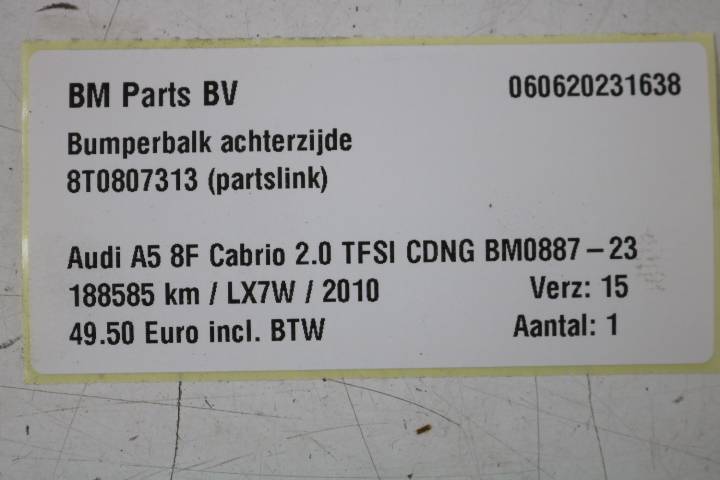 BM Parts BV 060620231638
Bumperbalk achterzijde
8T0807313 (partslink)
Audi A5 8F Cabrio 2.0 TFSI CDNG BM0887 - 23
188585 km / LX7W / 2010 Verz: 15
49.50 Euro incl. BTW Aantal: 1